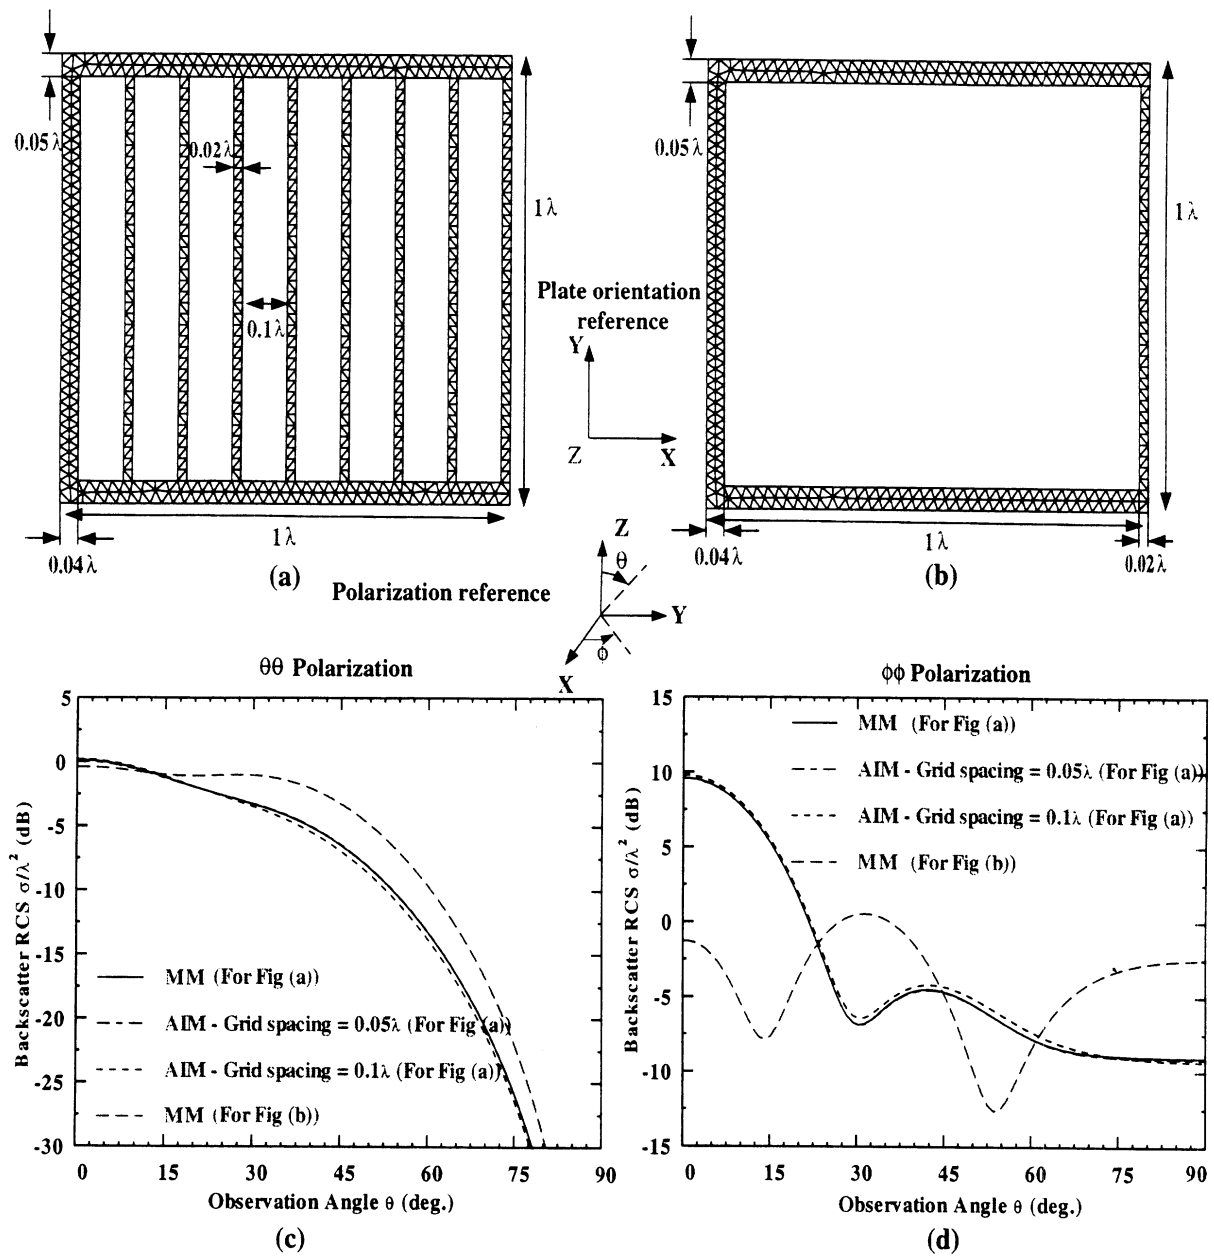 0.05λ
0.02λ
0.1λ
1λ
1λ
0.04λ
(a)
Plate orientation
reference
Y
Z
X
0.05λ
1λ
1λ
0.04λ
0.02λ
(b)
Polarization reference
Z
θ
Y
ϕ
X
θθ Polarization
5
0
-5
-10
-15
-20
-25
-30
Backscatter RCS σ/λ² (dB)
MM (For Fig (a))
AIM - Grid spacing = 0.05λ (For Fig (a))
AIM - Grid spacing = 0.1λ (For Fig (a))
MM (For Fig (b))
0 15 30 45 60 75 90
Observation Angle θ (deg.)
(c)
ϕϕ Polarization
15
10
5
0
-5
-10
-15
Backscatter RCS σ/λ² (dB)
MM (For Fig (a))
AIM - Grid spacing = 0.05λ (For Fig (a))
AIM - Grid spacing = 0.1λ (For Fig (a))
MM (For Fig (b))
0 15 30 45 60 75 90
Observation Angle θ (deg.)
(d)